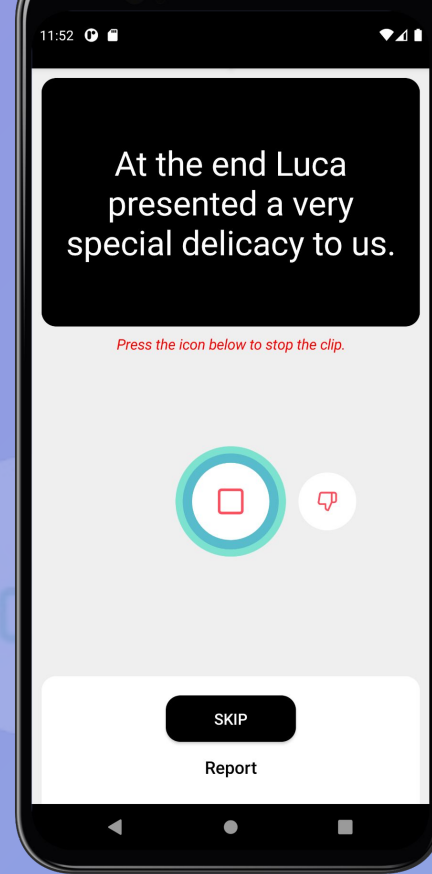 11:52
At the end Luca
presented a very
special delicacy to us.
Press the icon below to stop the clip.
SKIP
Report